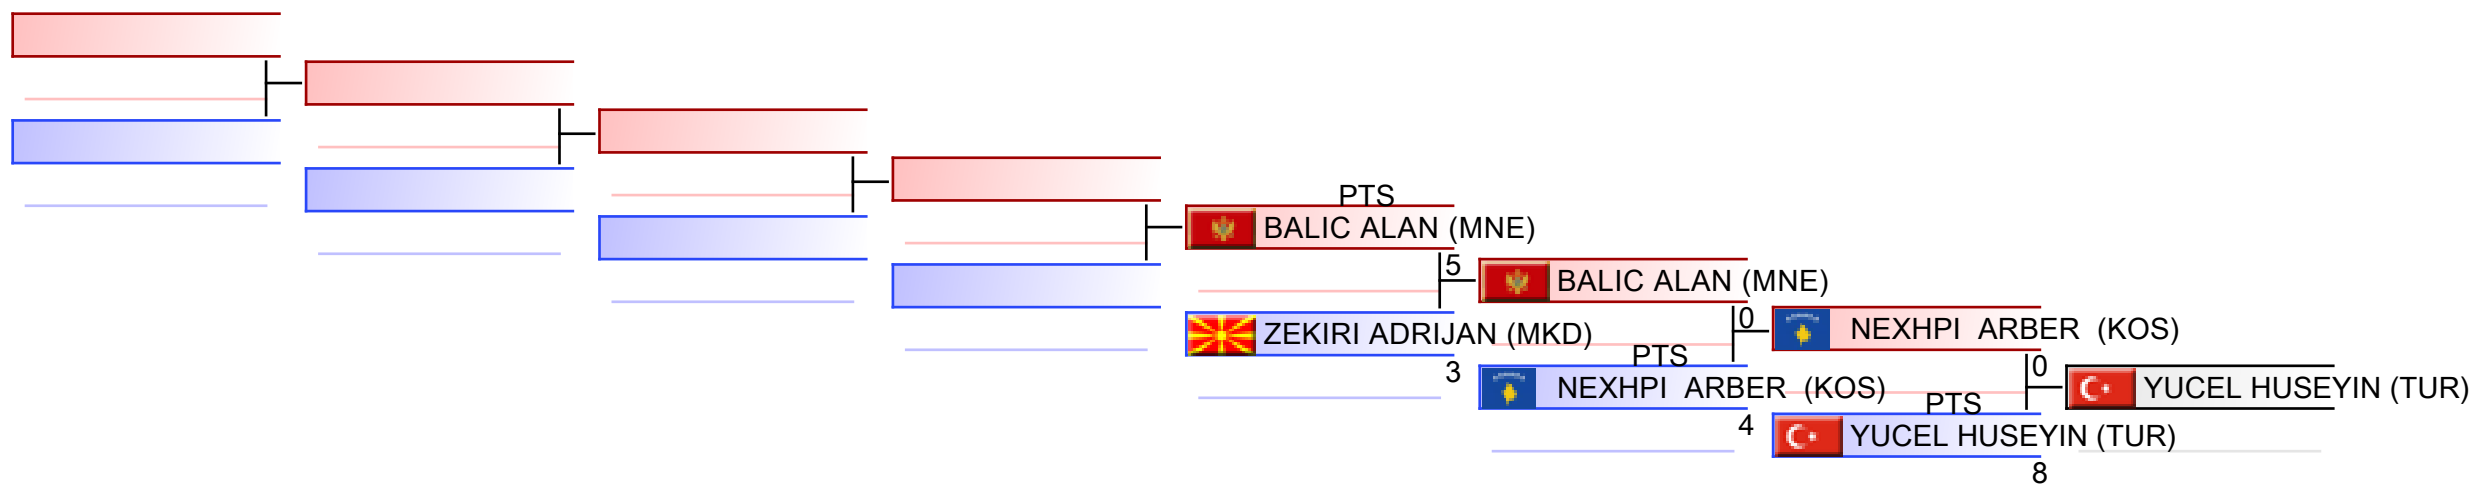 PTS
BALIC ALAN (MNE)
5
BALIC ALAN (MNE)
ZEKIRI ADRIJAN (MKD)
3
0
NEXHPI ARBER (KOS)
PTS
NEXHPI ARBER (KOS)
4
0
YUCEL HUSEYIN (TUR)
PTS
YUCEL HUSEYIN (TUR)
8